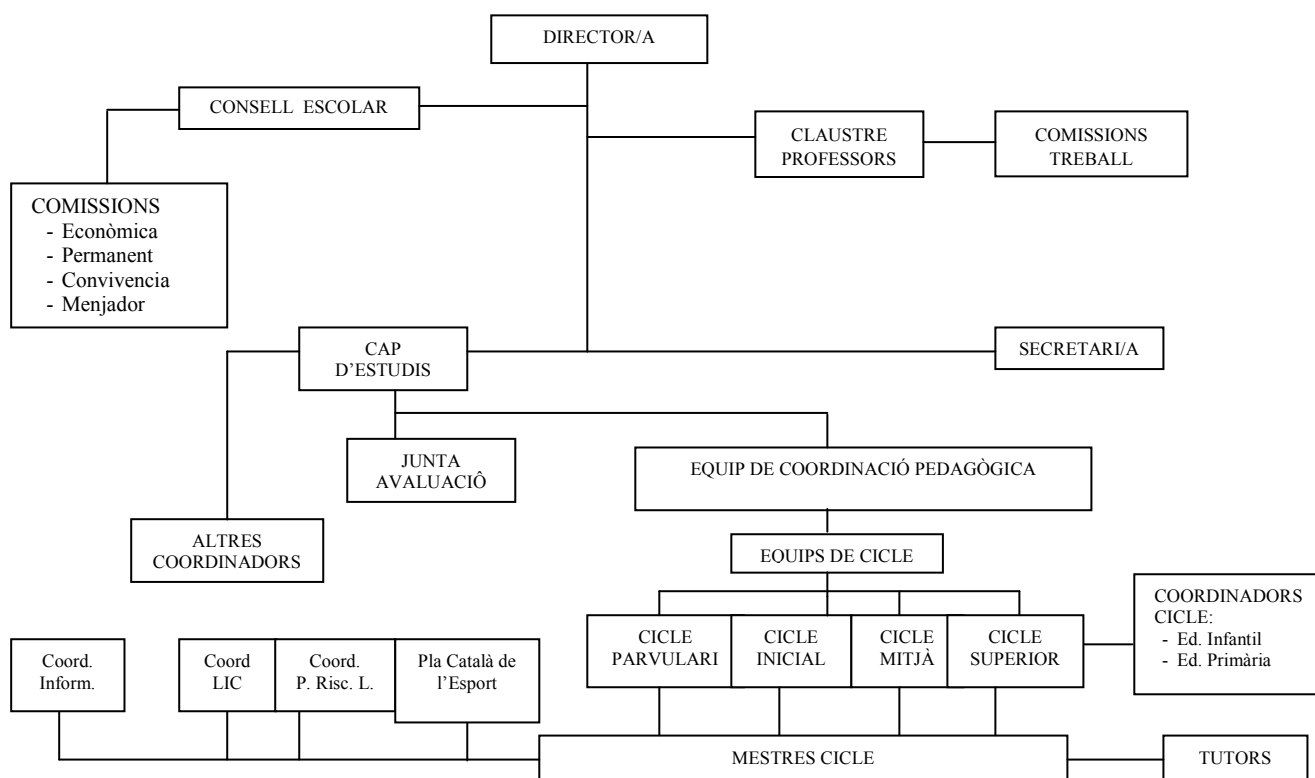 DIRECTOR/A
CONSELL ESCOLAR
CLAUSTRE
PROFESSORS
COMISSIONS
TREBALL
COMISSIONS
- Econòmica
- Permanent
- Convivencia
- Menjador
CAP
D’ESTUDIS
SECRETARI/A
JUNTA
AVALUACIÔ
EQUIP DE COORDINACIÓ PEDAGÒGICA
ALTRES
COORDINADORS
EQUIPS DE CICLE
COORDINADORS
CICLE:
- Ed. Infantil
- Ed. Primària
CICLE
PARVULARI
CICLE
INICIAL
CICLE
MITJÀ
CICLE
SUPERIOR
Coord.
Inform.
Coord
LIC
Coord.
P. Risc. L.
Pla Català de
l’Esport
MESTRES CICLE
TUTORS